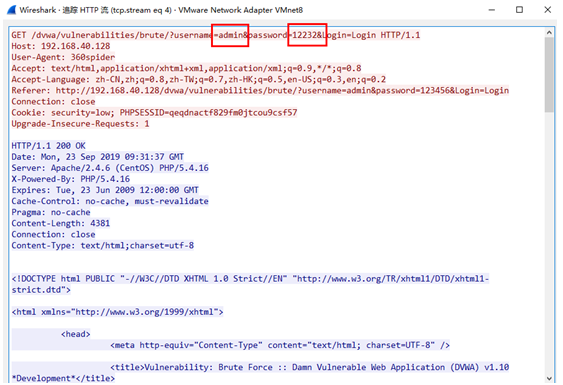 Wireshark · 追踪 HTTP 流 (tcp.stream eq 4) · VMware Network Adapter VMnet8
GET /dvwa/vulnerabilities/brute/?username=admin&password=12232&Login=Login HTTP/1.1
Host: 192.168.40.128
User-Agent: 360spider
Accept: text/html,application/xhtml+xml,application/xml;q=0.9,*/*;q=0.8
Accept-Language: zh-CN,zh;q=0.8,zh-TW;q=0.7,zh-HK;q=0.5,en-US;q=0.3,en;q=0.2
Referer: http://192.168.40.128/dvwa/vulnerabilities/brute/?username=admin&password=123456&Login=Login
Connection: close
Cookie: security=low; PHPSESSID=qeqdnactf829fm0jtcou9csf57
Upgrade-Insecure-Requests: 1
HTTP/1.1 200 OK
Date: Mon, 23 Sep 2019 09:31:37 GMT
Server: Apache/2.4.6 (CentOS) PHP/5.4.16
X-Powered-By: PHP/5.4.16
Expires: Tue, 23 Jun 2009 12:00:00 GMT
Cache-Control: no-cache, must-revalidate
Pragma: no-cache
Content-Length: 4381
Connection: close
Content-Type: text/html;charset=utf-8
<!DOCTYPE html PUBLIC "-//W3C//DTD XHTML 1.0 Strict//EN" "http://www.w3.org/TR/xhtml1/DTD/xhtml1-
strict.dtd">
<html xmlns="http://www.w3.org/1999/xhtml">
<head>
<meta http-equiv="Content-Type" content="text/html; charset=UTF-8" />
<title>Vulnerability: Brute Force :: Damn Vulnerable Web Application (DVWA) v1.10
*Development*</title>